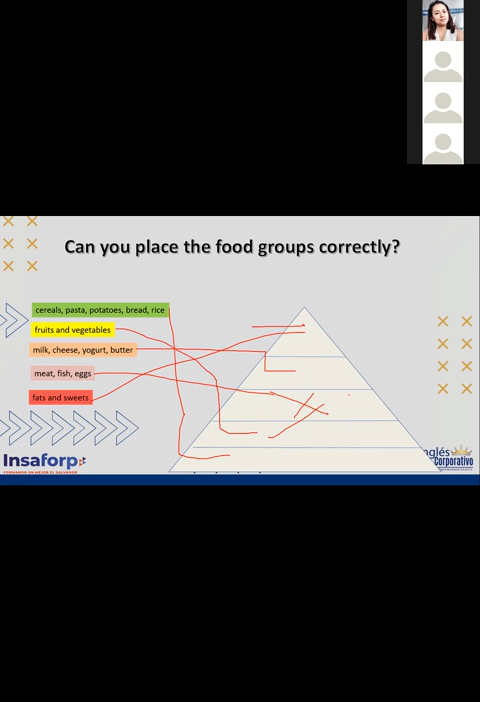 Can you place the food groups correctly?
cereals, pasta, potatoes, bread, rice
fruits and vegetables
milk, cheese, yogurt, butter
meat, fish, eggs
fats and sweets
Insaforp
FORMANDO UN MEJOR EL SALVADOR
nglés
Corporativo